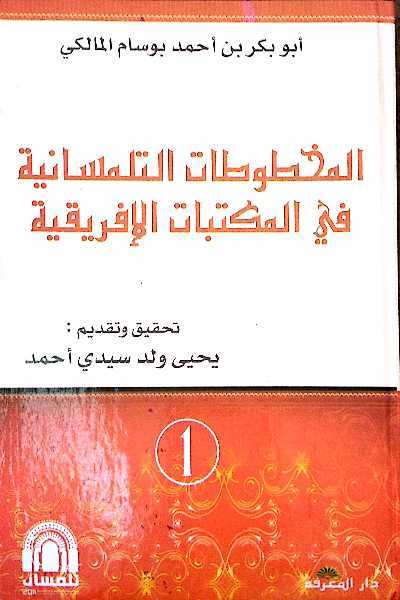 أبو بكر بن أحمد بوسام المالكي
المخطوطات التلمسانية
في المكتبات الإفريقية
تحقيق وتقديم :
يحيى ولد سيدي أحمد
1
تلمسان
2011
دار المعرفة